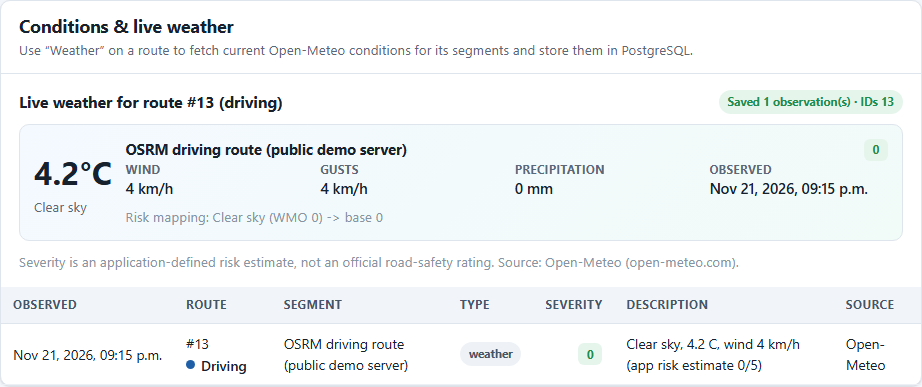 Conditions & live weather
Use “Weather” on a route to fetch current Open-Meteo conditions for its segments and store them in PostgreSQL.
Live weather for route #13 (driving)
Saved 1 observation(s) · IDs 13
OSRM driving route (public demo server)
0
4.2°C
Clear sky
WIND
4 km/h
GUSTS
4 km/h
PRECIPITATION
0 mm
OBSERVED
Nov 21, 2026, 09:15 p.m.
Risk mapping: Clear sky (WMO 0) -> base 0
Severity is an application-defined risk estimate, not an official road-safety rating. Source: Open-Meteo (open-meteo.com).
OBSERVED ROUTE SEGMENT TYPE SEVERITY DESCRIPTION SOURCE
Nov 21, 2026, 09:15 p.m.
#13
Driving
OSRM driving route
(public demo server)
weather
0
Clear sky, 4.2 C, wind 4 km/h
(app risk estimate 0/5)
Open-
Meteo